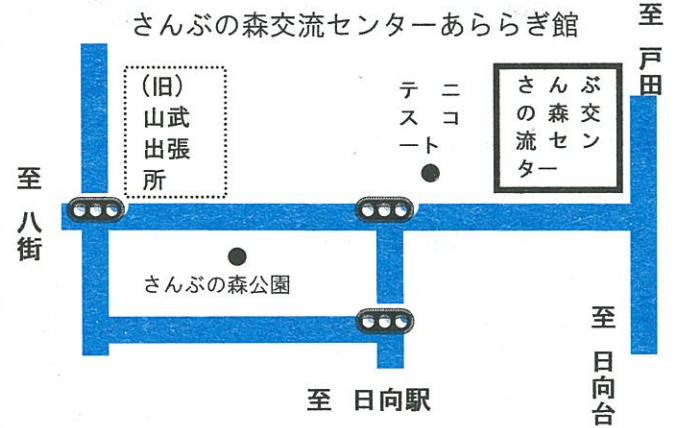 さんぶの森交流センターあららぎ館
至 戸田
（旧）
山武
出張
所
テニ
スコ
ート
さんぶ
の森交
流セン
ター
至 八街
さんぶの森公園
至 日向台
至 日向駅